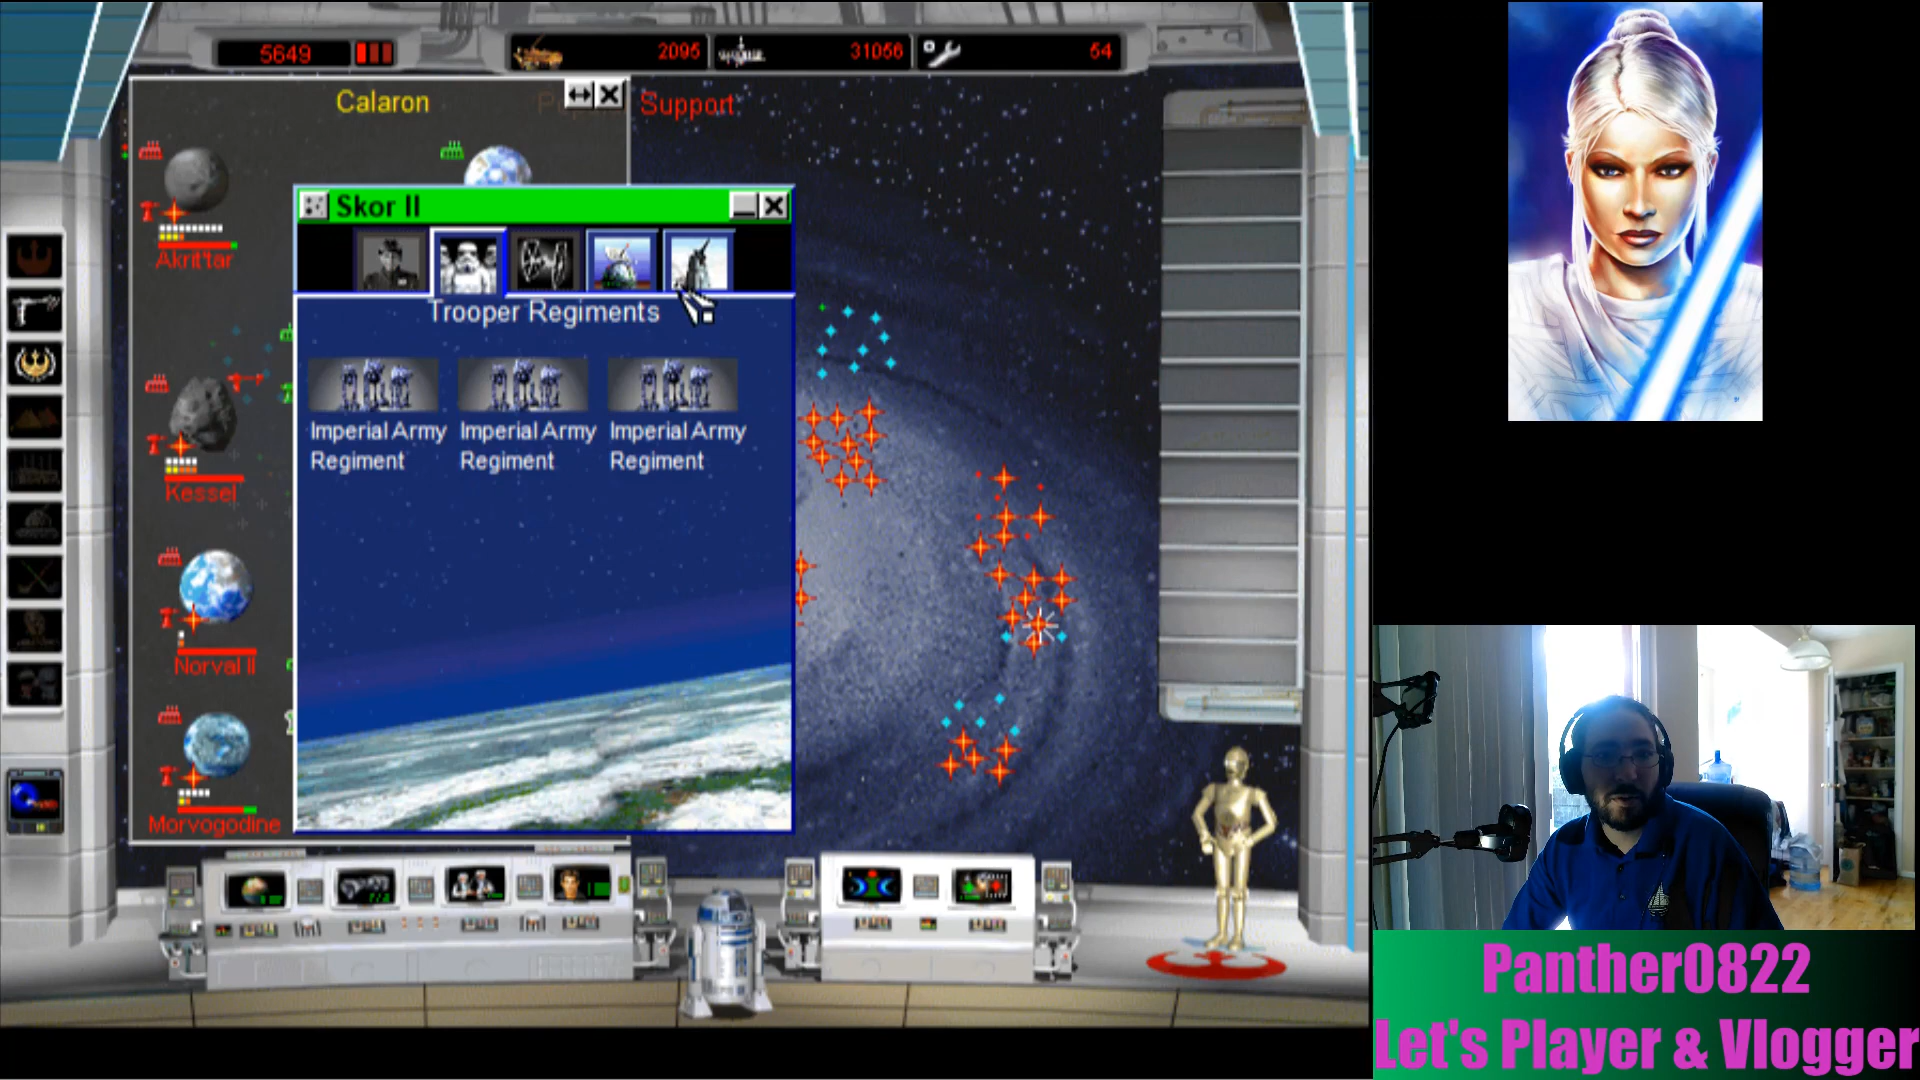 5649
2095
31056
54
Calaron
Support
Skor II
Akrit'tar
Trooper Regiments
Imperial Army Regiment
Imperial Army Regiment
Imperial Army Regiment
Kessel
Norval II
Morvogodine
Panther0822
Let's Player & Vlogger